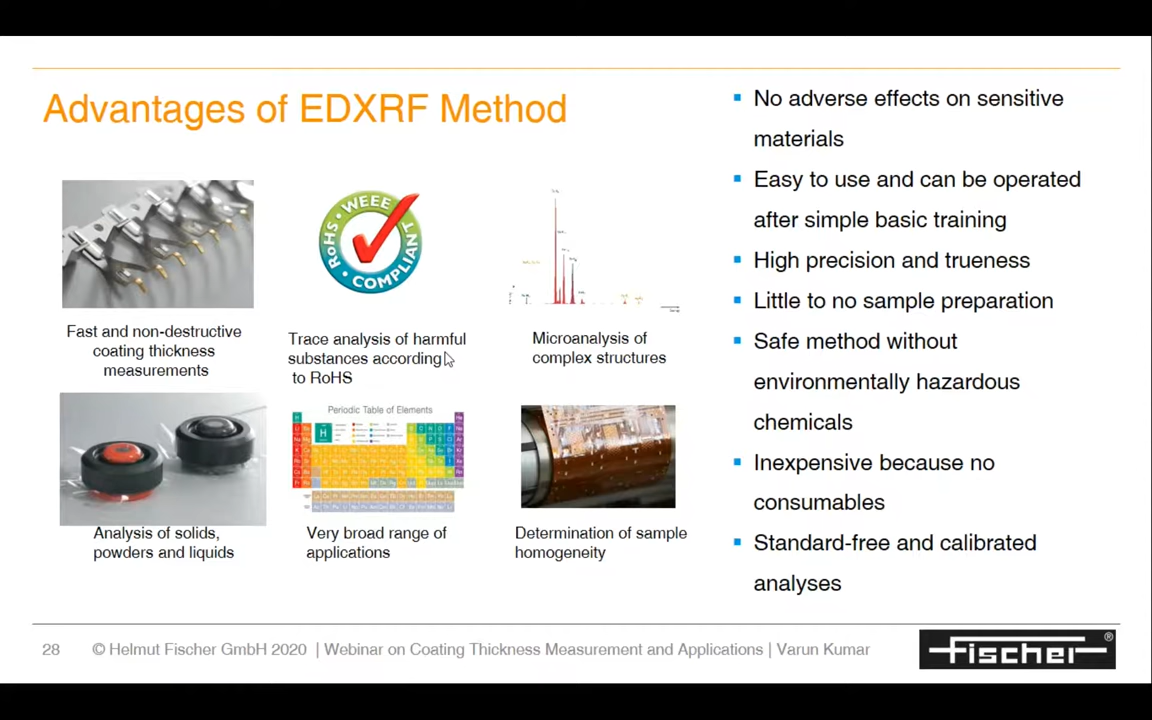 Advantages of EDXRF Method
Fast and non-destructive
coating thickness
measurements
RoHS • WEEE
COMPLIANT
Trace analysis of harmful
substances according
to RoHS
Microanalysis of
complex structures
Analysis of solids,
powders and liquids
Periodic Table of Elements
H
Very broad range of
applications
Determination of sample
homogeneity
▪ No adverse effects on sensitive
materials
▪ Easy to use and can be operated
after simple basic training
▪ High precision and trueness
▪ Little to no sample preparation
▪ Safe method without
environmentally hazardous
chemicals
▪ Inexpensive because no
consumables
▪ Standard-free and calibrated
analyses
28 © Helmut Fischer GmbH 2020 | Webinar on Coating Thickness Measurement and Applications | Varun Kumar
Fischer ®